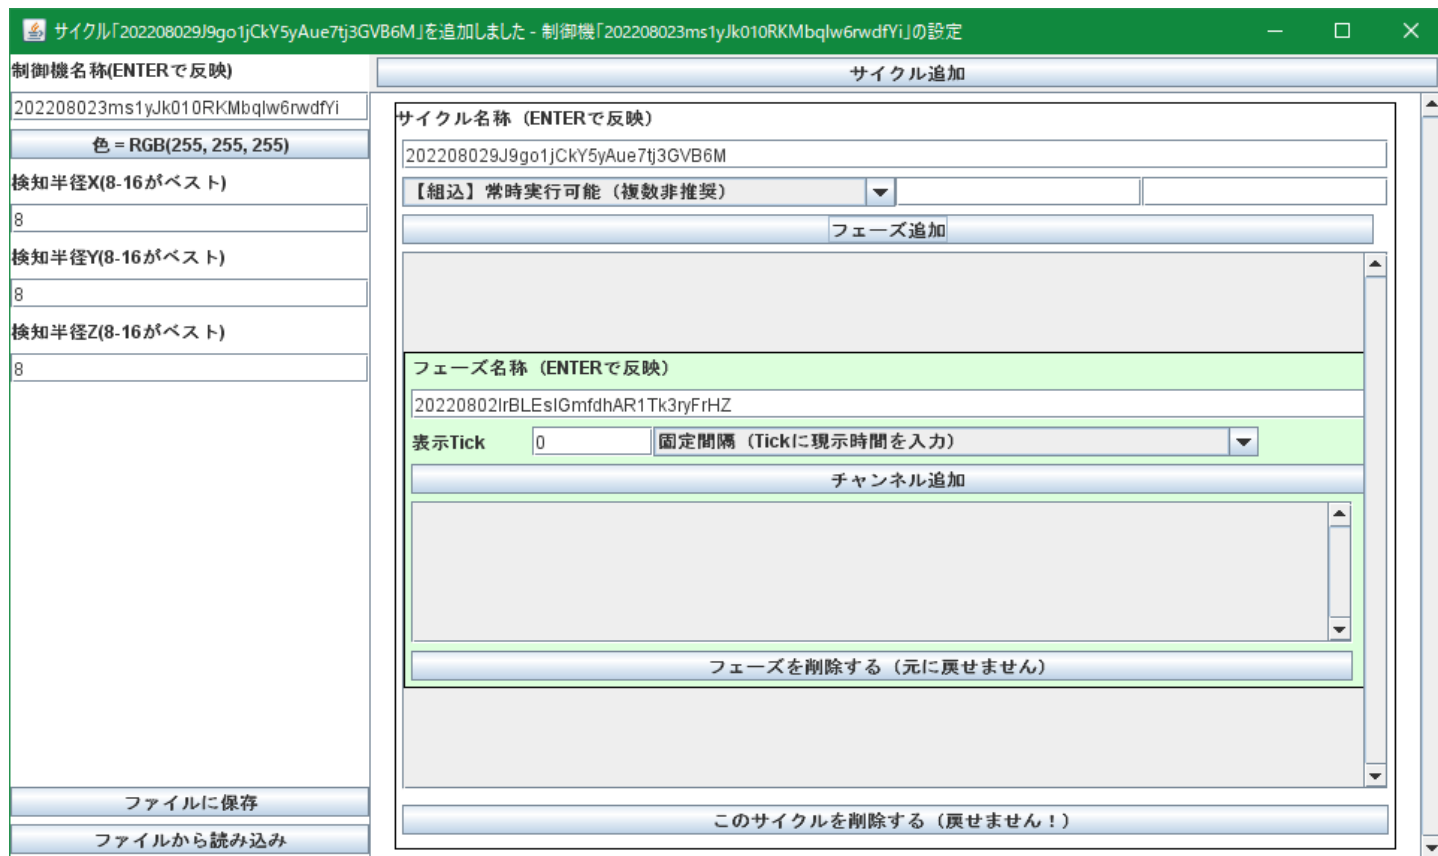 サイクル「202208029J9go1jCkY5yAue7tj3GVB6M」を追加しました - 制御機「202208023ms1yJk010RKMbqlw6rwdfYi」の設定
制御機名称(ENTERで反映)
202208023ms1yJk010RKMbqlw6rwdfYi
色 = RGB(255, 255, 255)
検知半径X(8-16がベスト)
8
検知半径Y(8-16がベスト)
8
検知半径Z(8-16がベスト)
8
ファイルに保存
ファイルから読み込み
サイクル追加
サイクル名称（ENTERで反映）
202208029J9go1jCkY5yAue7tj3GVB6M
【組込】常時実行可能（複数非推奨）
フェーズ追加
フェーズ名称（ENTERで反映）
20220802IrBLEsIGmfdhAR1Tk3ryFrHZ
表示Tick 0 固定間隔（Tickに現示時間を入力）
チャンネル追加
フェーズを削除する（元に戻せません）
このサイクルを削除する（戻せません！）